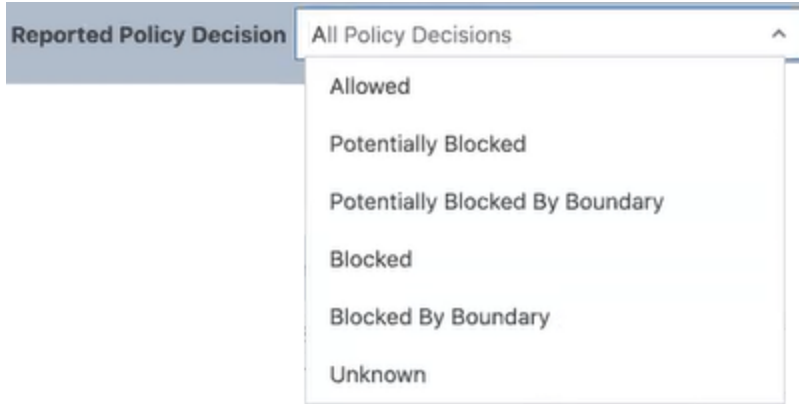 Reported Policy Decision All Policy Decisions
Allowed
Potentially Blocked
Potentially Blocked By Boundary
Blocked
Blocked By Boundary
Unknown